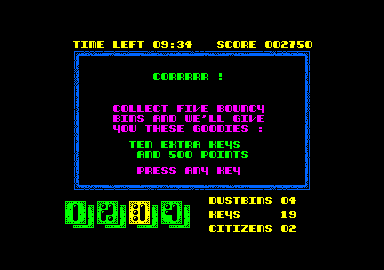 TIME LEFT 09:34 SCORE 002750
CORRRRR !
COLLECT FIVE BOUNCY
BINS AND WE'LL GIVE
YOU THESE GOODIES :
TEN EXTRA KEYS
AND 500 POINTS
PRESS ANY KEY
DUSTBINS 04
KEYS 19
CITIZENS 02